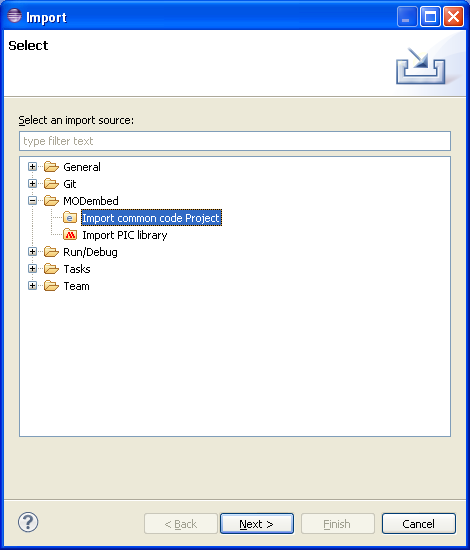 Import
Select
Select an import source:
type filter text
General
Git
MODembed
Import common code Project
Import PIC library
Run/Debug
Tasks
Team
? < Back Next > Finish Cancel